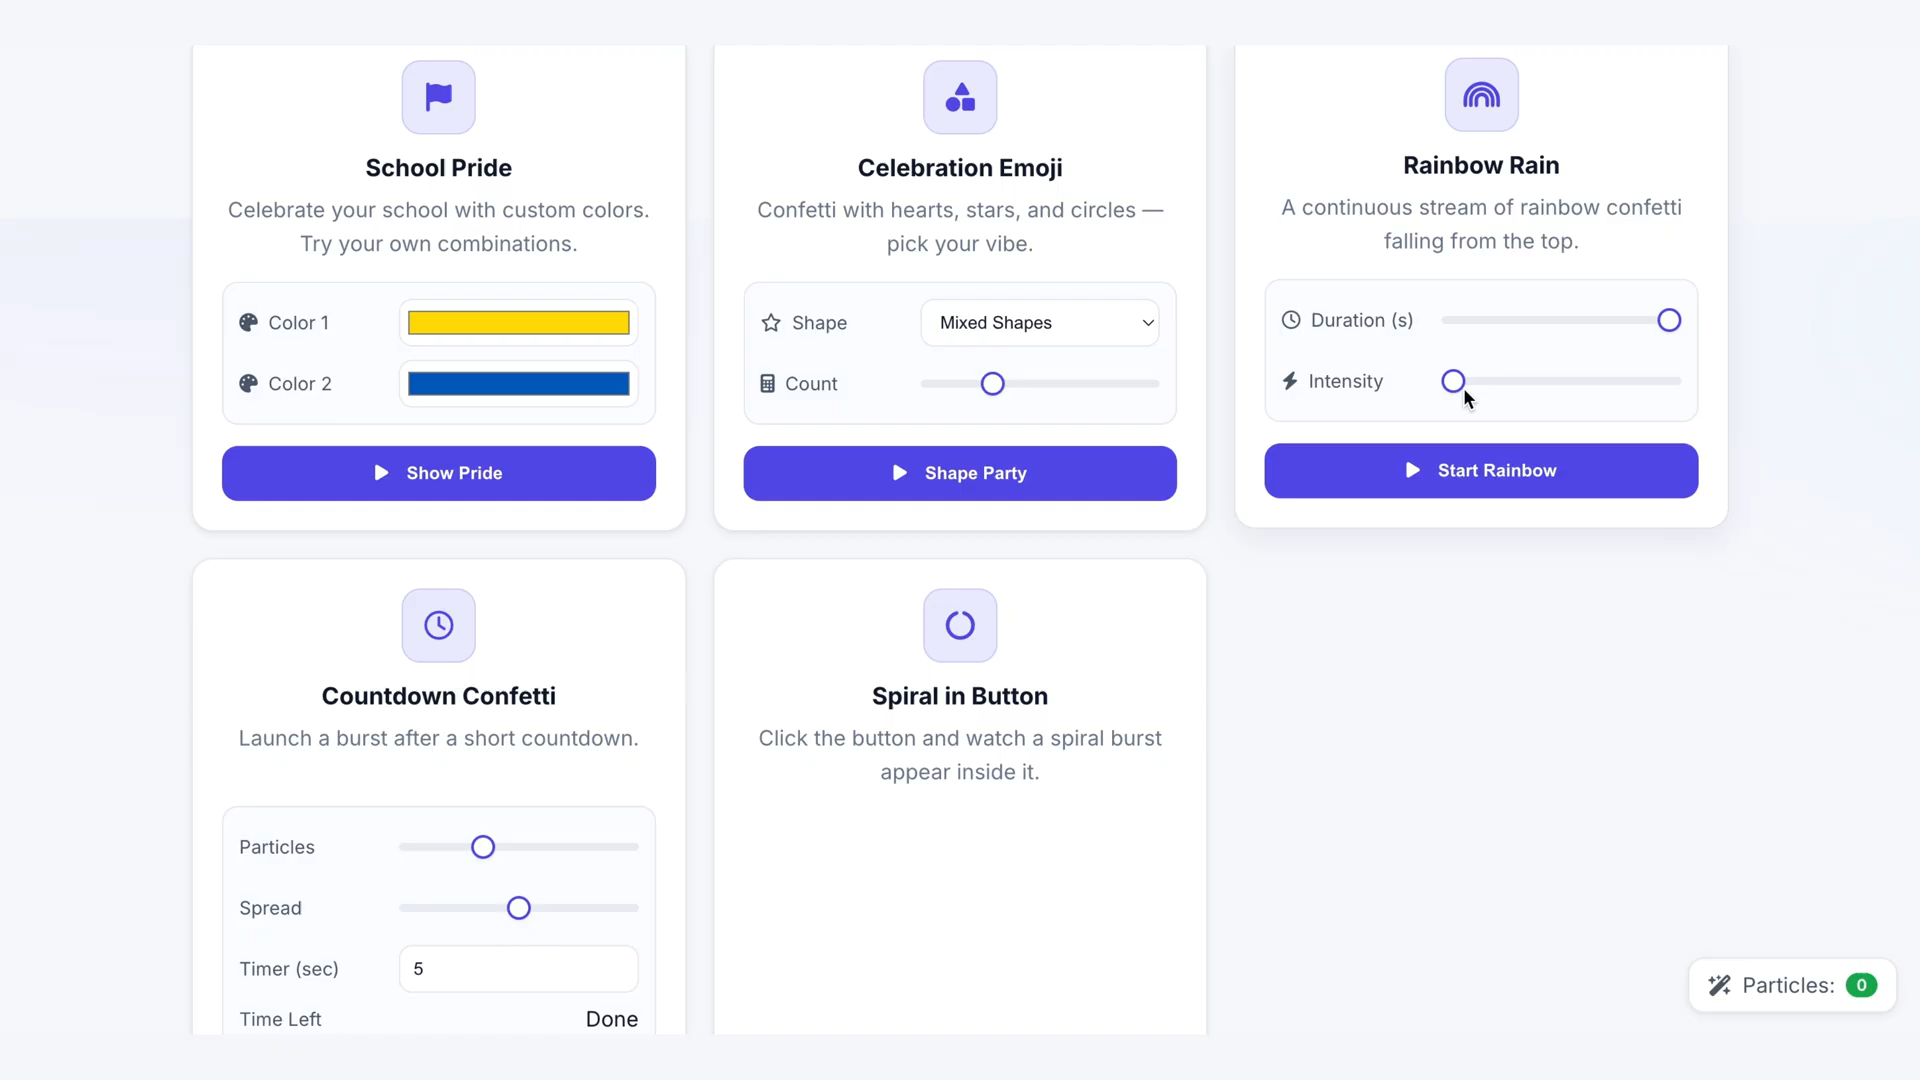 School Pride
Celebrate your school with custom colors.
Try your own combinations.
Color 1
Color 2
Show Pride
Celebration Emoji
Confetti with hearts, stars, and circles —
pick your vibe.
Shape
Mixed Shapes
Count
Shape Party
Rainbow Rain
A continuous stream of rainbow confetti
falling from the top.
Duration (s)
Intensity
Start Rainbow
Countdown Confetti
Launch a burst after a short countdown.
Particles
Spread
Timer (sec)
5
Time Left
Done
Spiral in Button
Click the button and watch a spiral burst
appear inside it.
Particles: 0